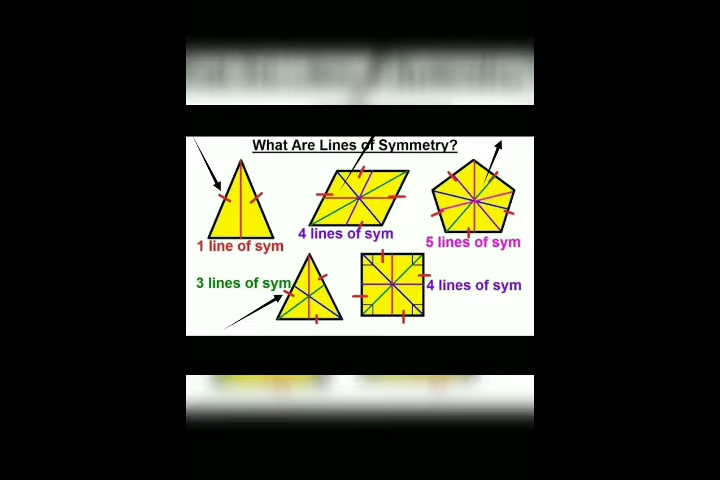 What Are Lines of Symmetry?
1 line of sym
4 lines of sym
5 lines of sym
3 lines of sym
4 lines of sym